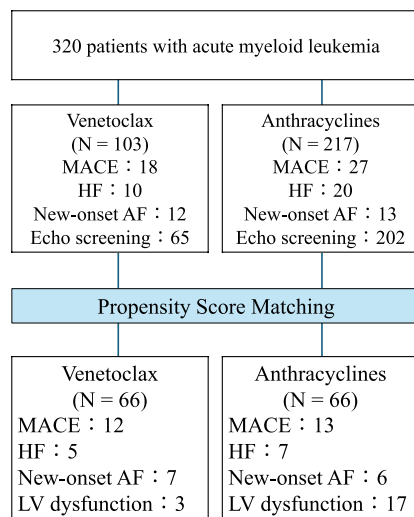 320 patients with acute myeloid leukemia
Venetoclax
(N = 103)
MACE：18
HF：10
New-onset AF：12
Echo screening：65
Anthracyclines
(N = 217)
MACE：27
HF：20
New-onset AF：13
Echo screening：202
Propensity Score Matching
Venetoclax
(N = 66)
MACE：12
HF：5
New-onset AF：7
LV dysfunction：3
Anthracyclines
(N = 66)
MACE：13
HF：7
New-onset AF：6
LV dysfunction：17